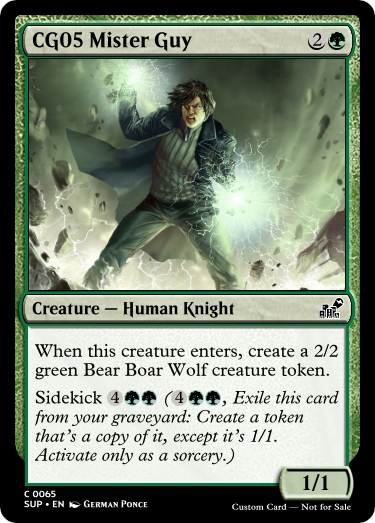 CG05 Mister Guy 2
Creature — Human Knight
When this creature enters, create a 2/2
green Bear Boar Wolf creature token.
Sidekick 4 ( 4 , Exile this card
from your graveyard: Create a token
that's a copy of it, except it's 1/1.
Activate only as a sorcery.)
1/1
C 0065
SUP • EN German Ponce
Custom Card — Not for Sale